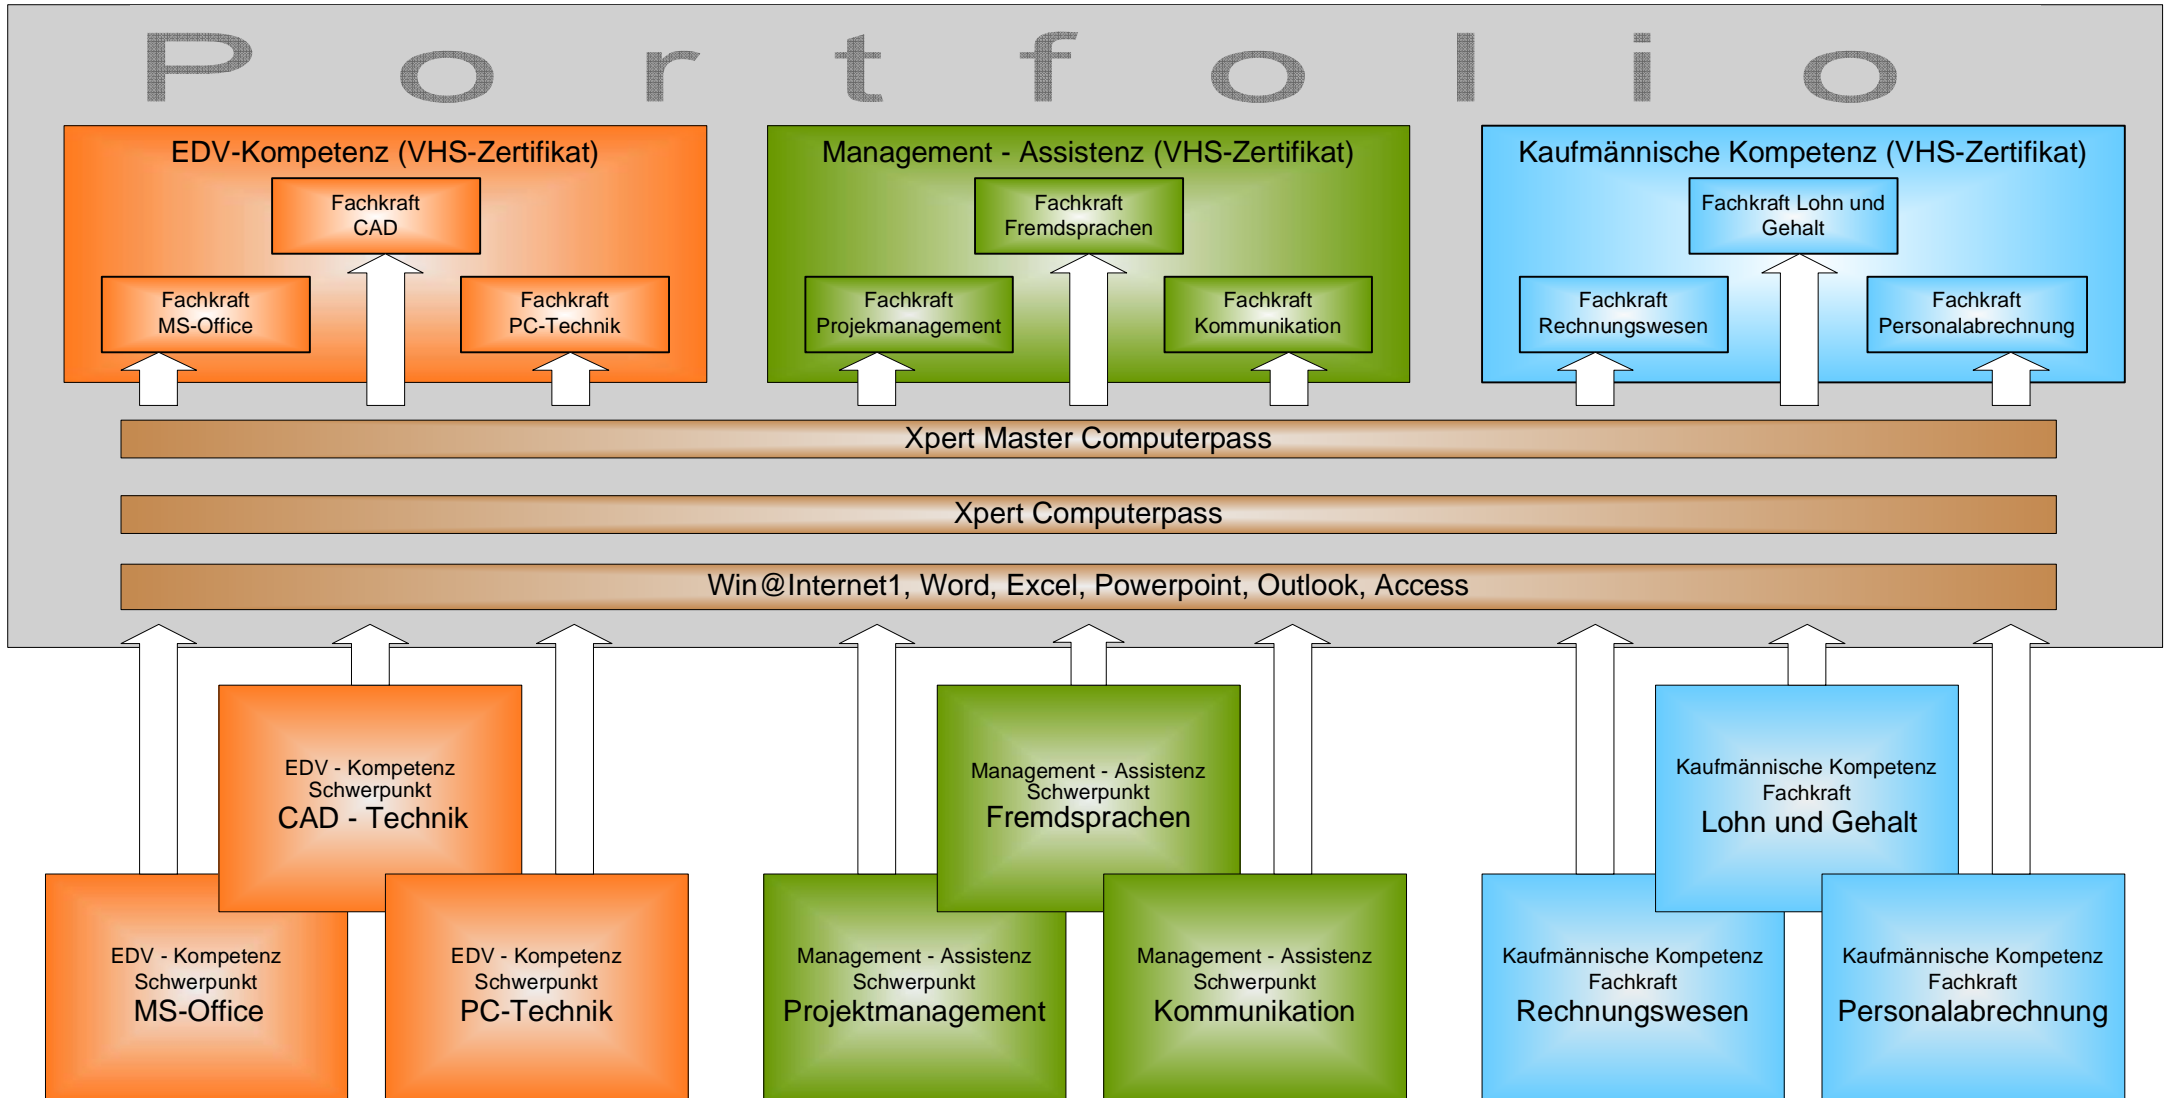 Portfolio
EDV-Kompetenz (VHS-Zertifikat)
Fachkraft
CAD
Fachkraft
MS-Office
Fachkraft
PC-Technik
Management - Assistenz (VHS-Zertifikat)
Fachkraft
Fremdsprachen
Fachkraft
Projekmanagement
Fachkraft
Kommunikation
Kaufmännische Kompetenz (VHS-Zertifikat)
Fachkraft Lohn und
Gehalt
Fachkraft
Rechnungswesen
Fachkraft
Personalabrechnung
Xpert Master Computerpass
Xpert Computerpass
Win@Internet1, Word, Excel, Powerpoint, Outlook, Access
EDV - Kompetenz
Schwerpunkt
CAD - Technik
EDV - Kompetenz
Schwerpunkt
MS-Office
EDV - Kompetenz
Schwerpunkt
PC-Technik
Management - Assistenz
Schwerpunkt
Fremdsprachen
Management - Assistenz
Schwerpunkt
Projektmanagement
Management - Assistenz
Schwerpunkt
Kommunikation
Kaufmännische Kompetenz
Fachkraft
Lohn und Gehalt
Kaufmännische Kompetenz
Fachkraft
Rechnungswesen
Kaufmännische Kompetenz
Fachkraft
Personalabrechnung